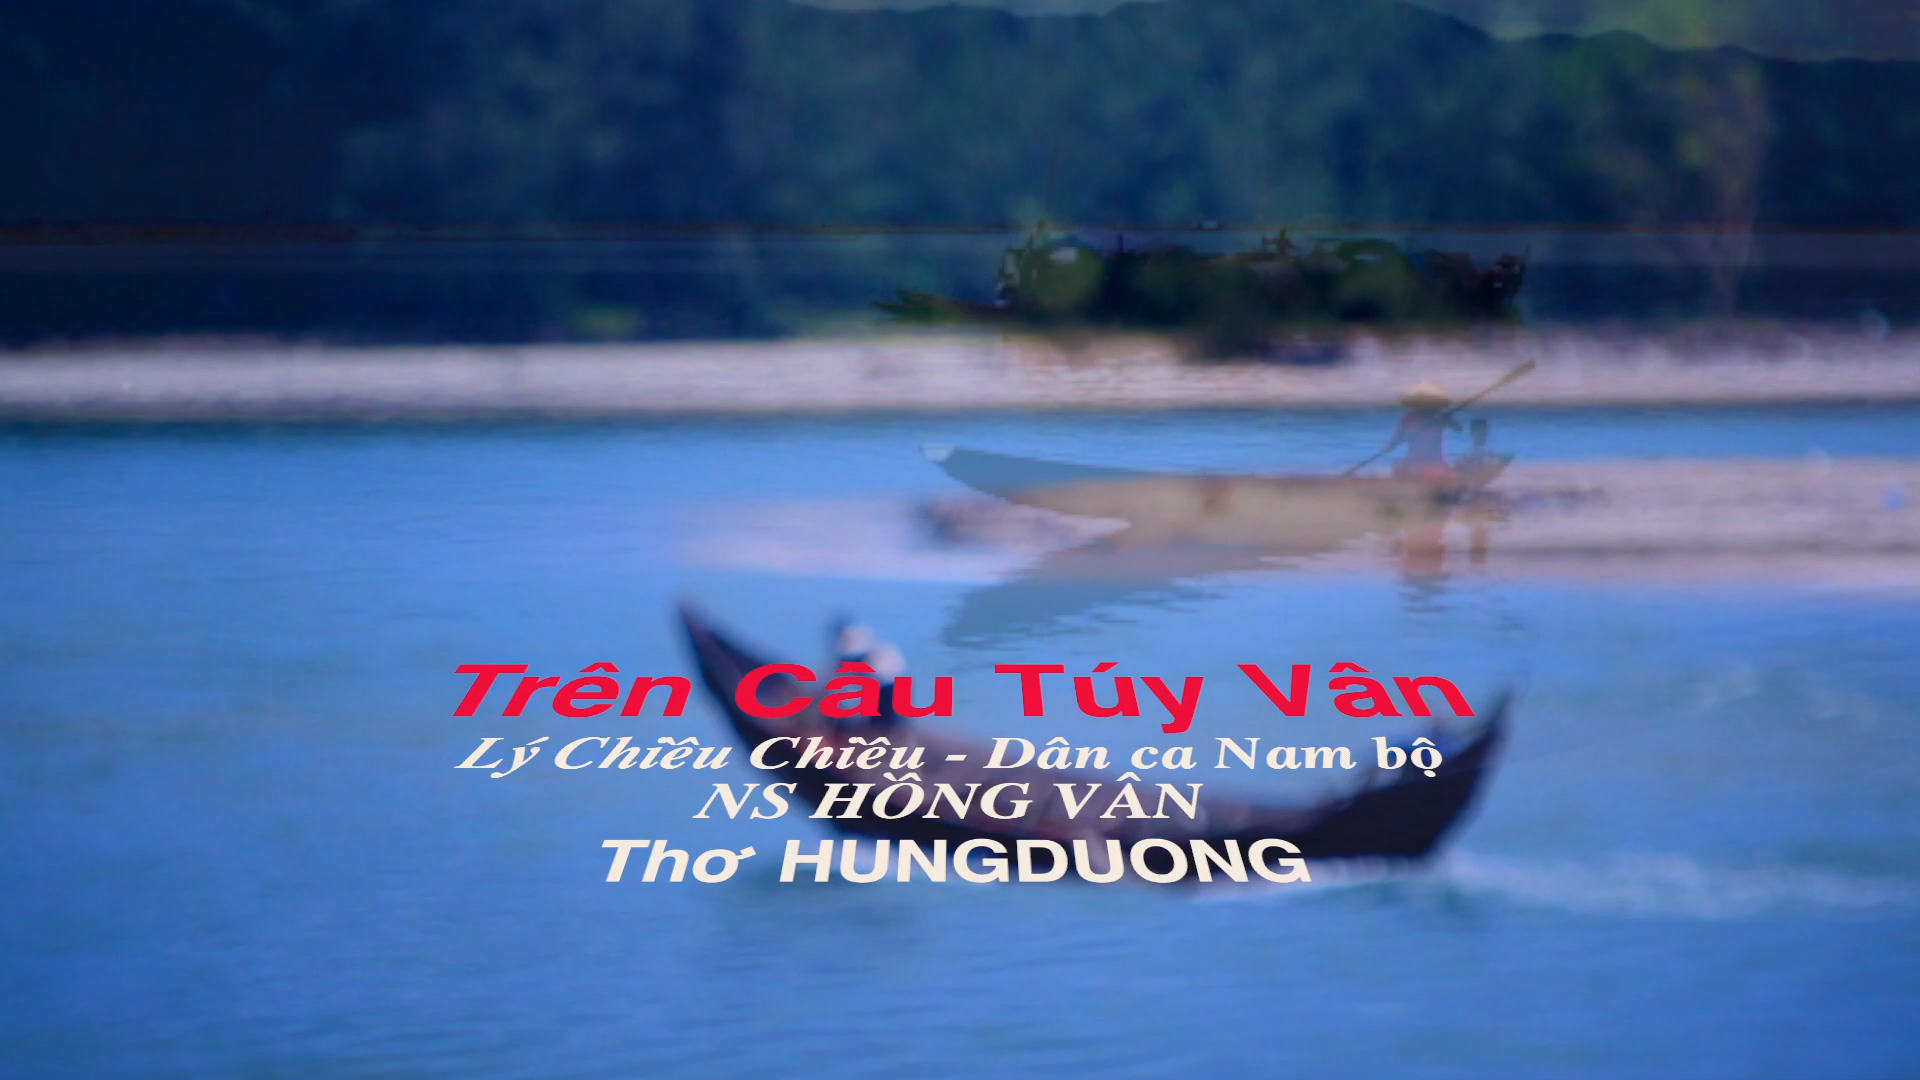 Trên Cầu Túy Vân
Lý Chiều Chiều - Dân ca Nam bộ
NS HỒNG VÂN
Thơ HUNGDUONG